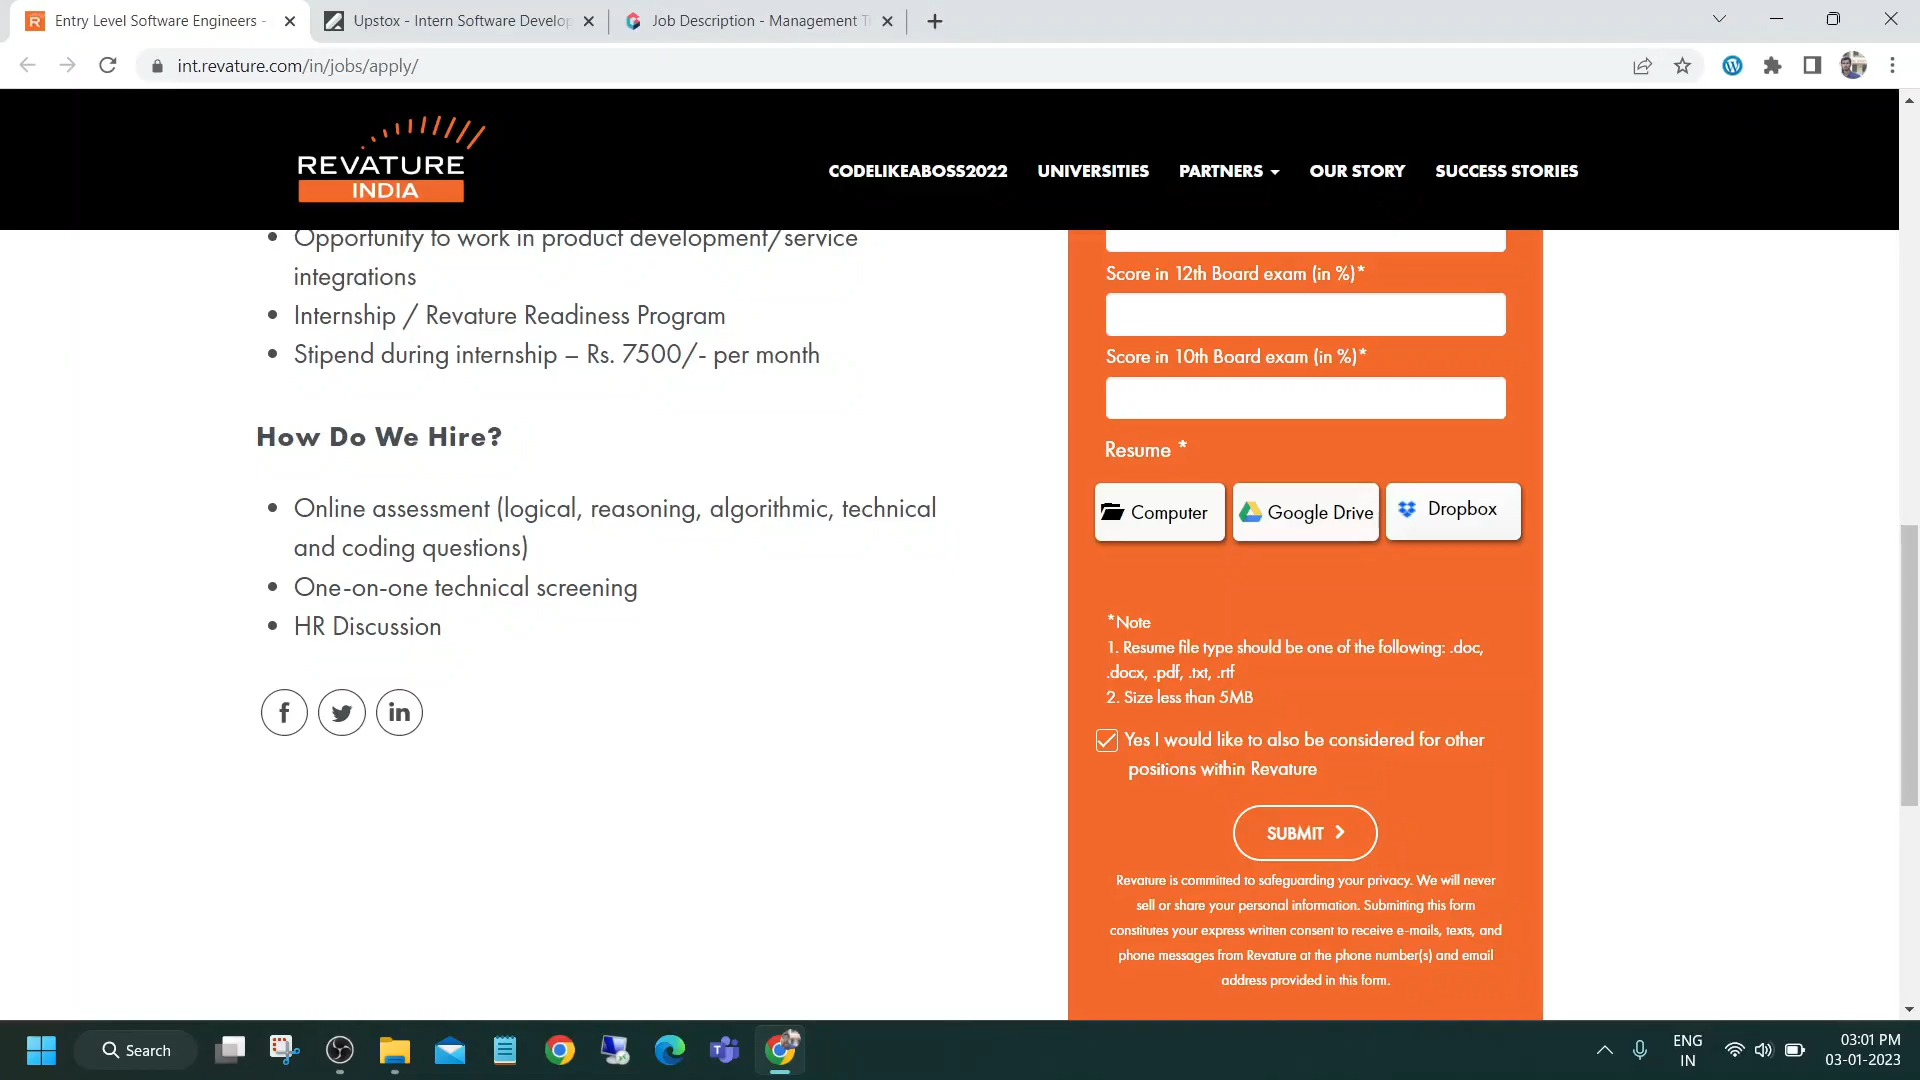 Entry Level Software Engineers -
Upstox - Intern Software Develop
Job Description - Management T
int.revature.com/in/jobs/apply/
REVATURE
INDIA
CODELIKEABOSS2022 UNIVERSITIES PARTNERS OUR STORY SUCCESS STORIES
• Opportunity to work in product development/service
integrations
• Internship / Revature Readiness Program
• Stipend during internship – Rs. 7500/- per month
How Do We Hire?
• Online assessment (logical, reasoning, algorithmic, technical
and coding questions)
• One-on-one technical screening
• HR Discussion
f in
Score in 12th Board exam (in %)*
Score in 10th Board exam (in %)*
Resume *
Computer Google Drive Dropbox
*Note
1. Resume file type should be one of the following: .doc,
.docx, .pdf, .txt, .rtf
2. Size less than 5MB
Yes I would like to also be considered for other
positions within Revature
SUBMIT
Revature is committed to safeguarding your privacy. We will never
sell or share your personal information. Submitting this form
constitutes your express written consent to receive e-mails, texts, and
phone messages from Revature at the phone number(s) and email
address provided in this form.
Search
ENG
IN
03:01 PM
03-01-2023